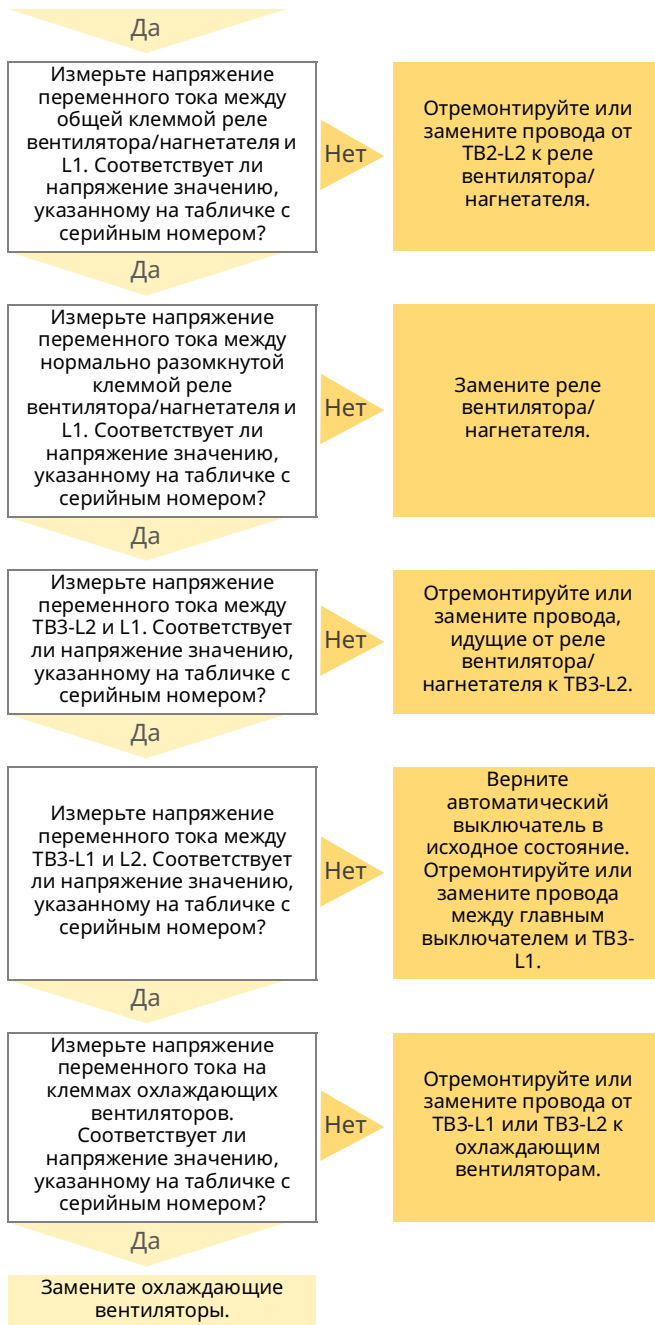 Да
Измерьте напряжение
переменного тока между
общей клеммой реле
вентилятора/нагнетателя и
L1. Соответствует ли
напряжение значению,
указанному на табличке с
серийным номером?
Нет
Отремонтируйте или
замените провода от
TB2-L2 к реле
вентилятора/
нагнетателя.
Да
Измерьте напряжение
переменного тока между
нормально разомкнутой
клеммой реле
вентилятора/нагнетателя и
L1. Соответствует ли
напряжение значению,
указанному на табличке с
серийным номером?
Нет
Замените реле
вентилятора/
нагнетателя.
Да
Измерьте напряжение
переменного тока между
TB3-L2 и L1. Соответствует
ли напряжение значению,
указанному на табличке с
серийным номером?
Нет
Отремонтируйте или
замените провода,
идущие от реле
вентилятора/
нагнетателя к TB3-L2.
Да
Измерьте напряжение
переменного тока между
TB3-L1 и L2. Соответствует
ли напряжение значению,
указанному на табличке с
серийным номером?
Нет
Верните
автоматический
выключатель в
исходное состояние.
Отремонтируйте или
замените провода
между главным
выключателем и TB3-
L1.
Да
Измерьте напряжение
переменного тока на
клеммах охлаждающих
вентиляторов.
Соответствует ли
напряжение значению,
указанному на табличке с
серийным номером?
Нет
Отремонтируйте или
замените провода от
TB3-L1 или TB3-L2 к
охлаждающим
вентиляторам.
Да
Замените охлаждающие
вентиляторы.